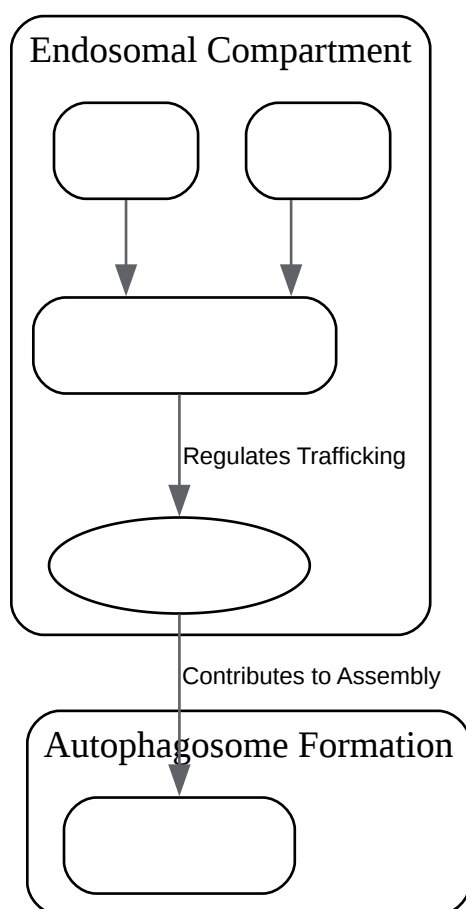 Endosomal Compartment
Regulates Trafficking
Contributes to Assembly
Autophagosome Formation